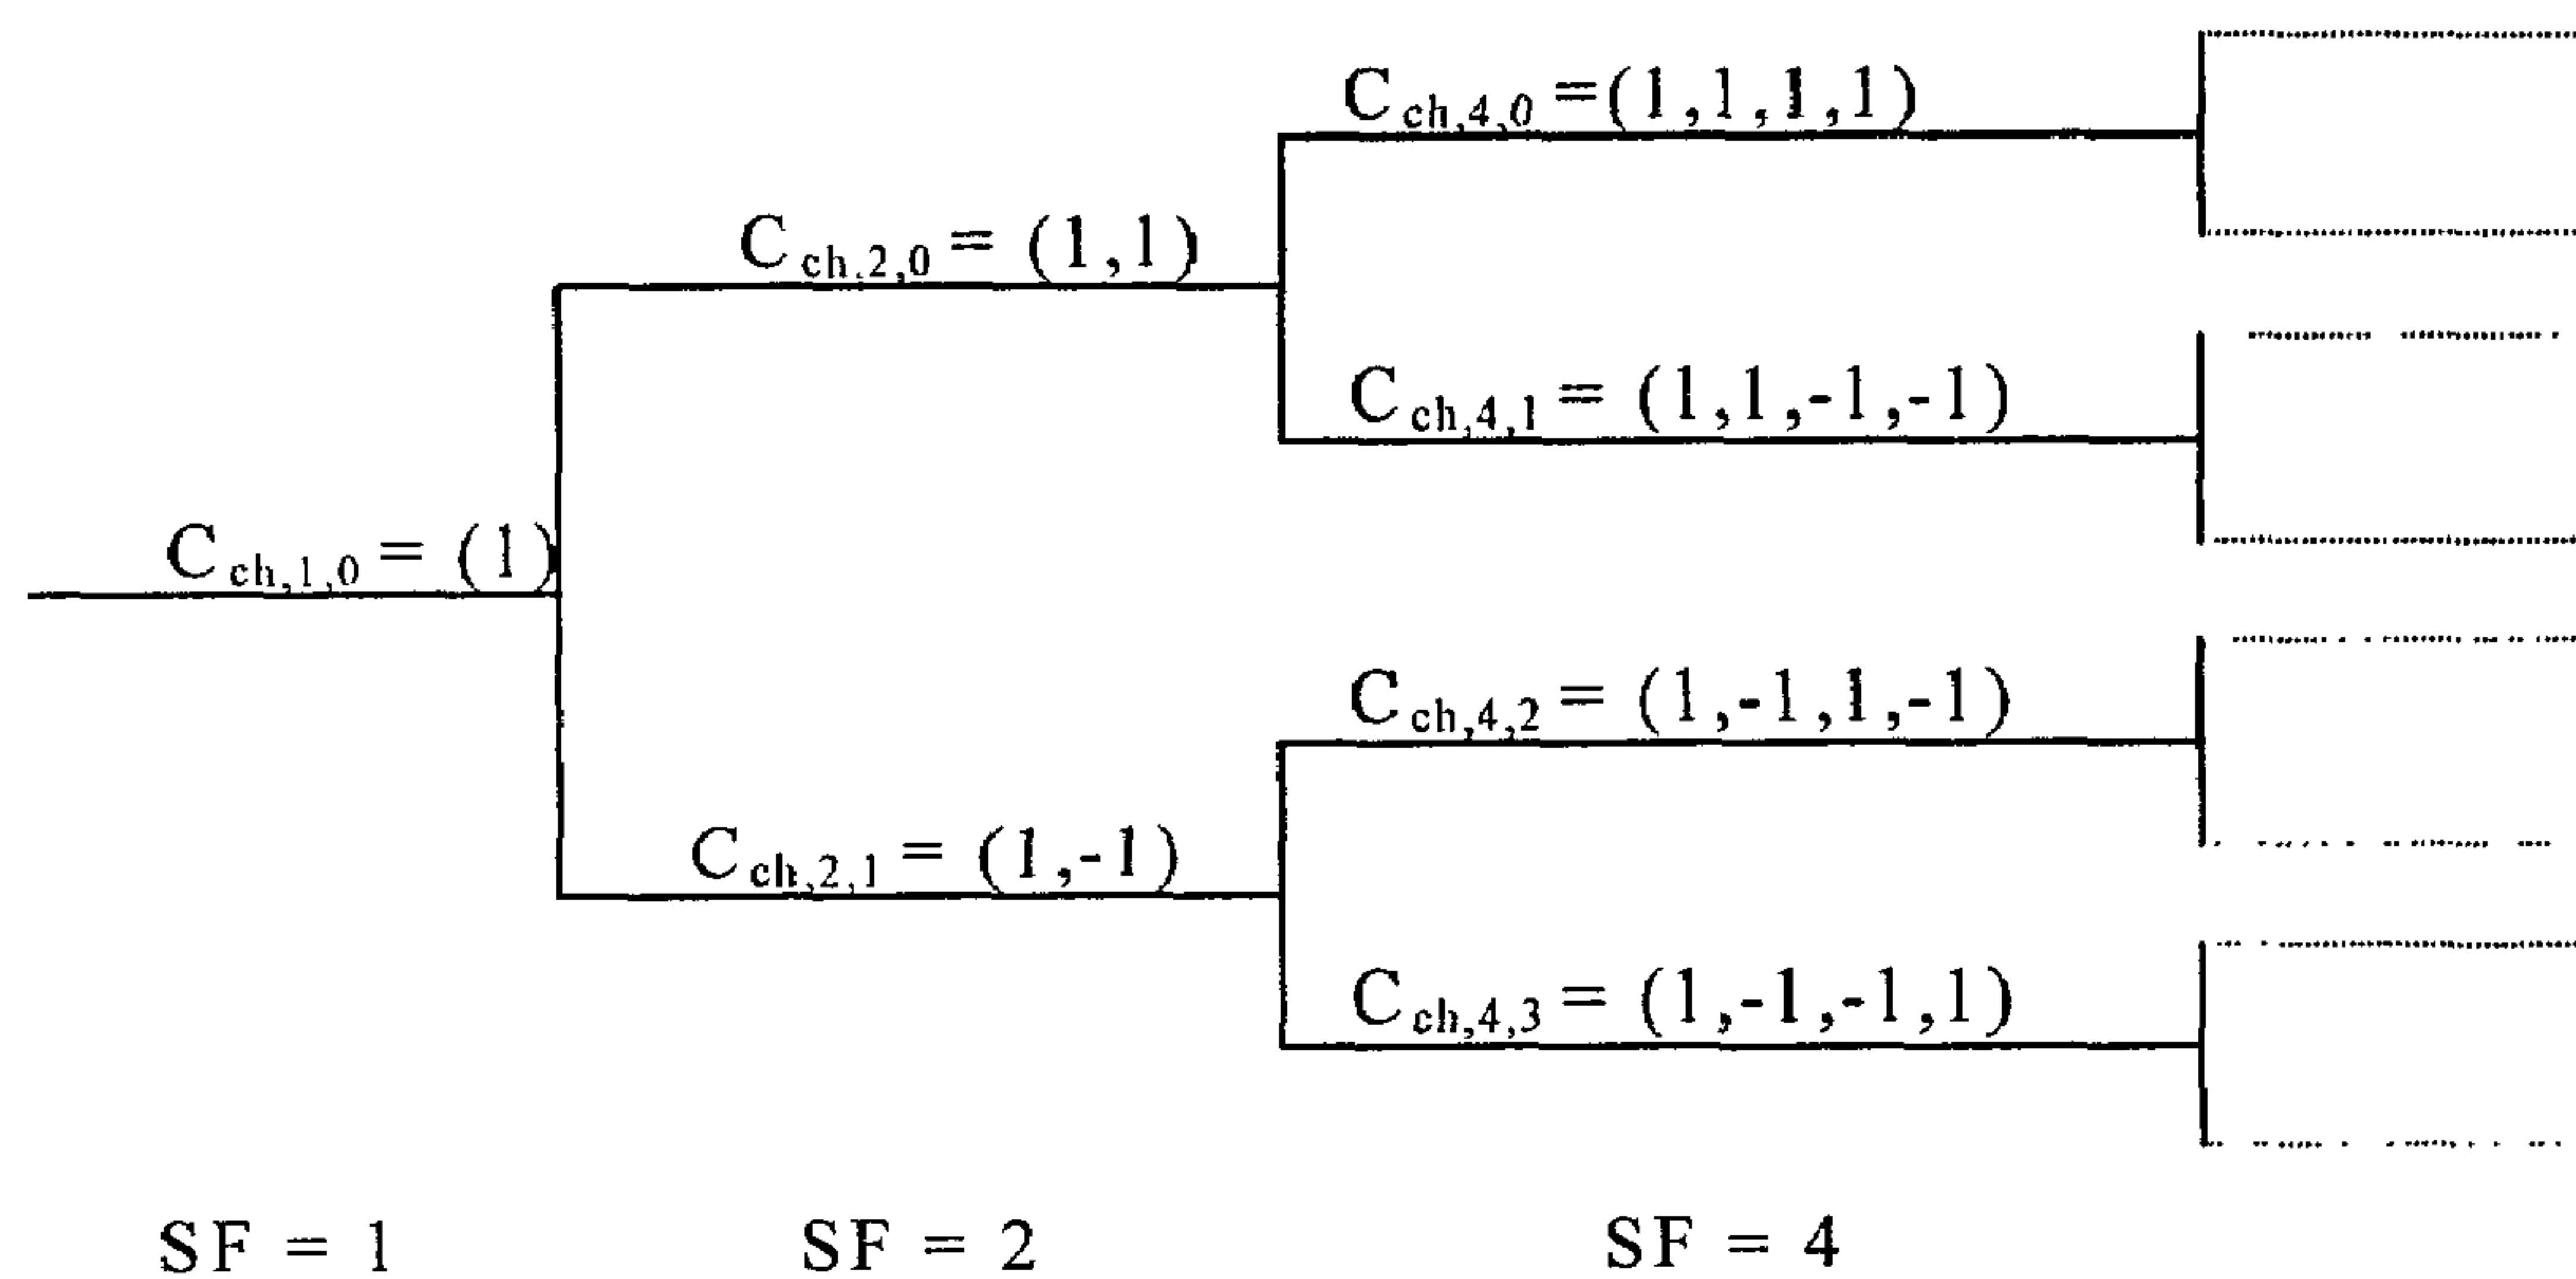 C ch,4,0 =(1,1,1,1)
C ch,2,0 = (1,1)
C ch,4,1 = (1,1,-1,-1)
C ch,1,0 = (1)
C ch,4,2 = (1,-1,1,-1)
C ch,2,1 = (1,-1)
C ch,4,3 = (1,-1,-1,1)
SF = 1 SF = 2 SF = 4